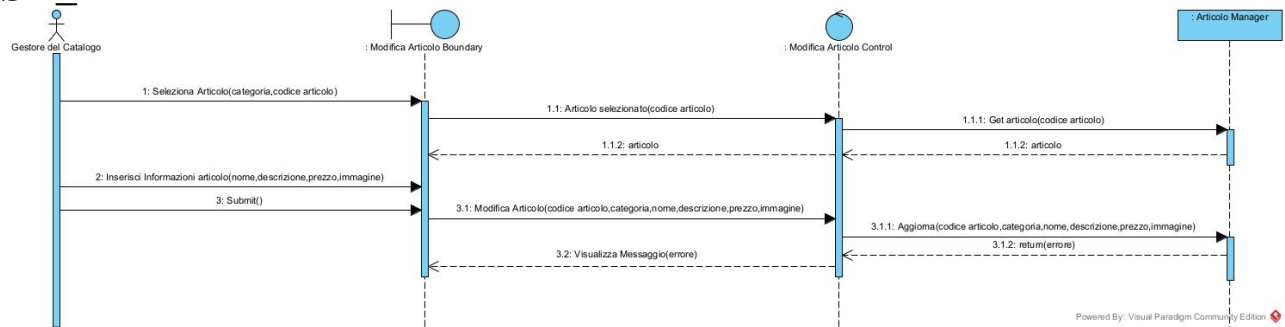 : Articolo Manager
Gestore del Catalogo
: Modifica Articolo Boundary
: Modifica Articolo Control
1: Seleziona Articolo(categoria,codice articolo)
1.1: Articolo selezionato(codice articolo)
1.1.1: Get articolo(codice articolo)
1.1.2: articolo
1.1.2: articolo
2: Inserisci Informazioni articolo(nome,descrizione,prezzo,immagine)
3: Submit()
3.1: Modifica Articolo(codice articolo,categoria,nome,descrizione,prezzo,immagine)
3.1.1: Aggiorna(codice articolo,categoria,nome,descrizione,prezzo,immagine)
3.1.2: return(errore)
3.2: Visualizza Messaggio(errore)
Powered By Visual Paradigm Community Edition